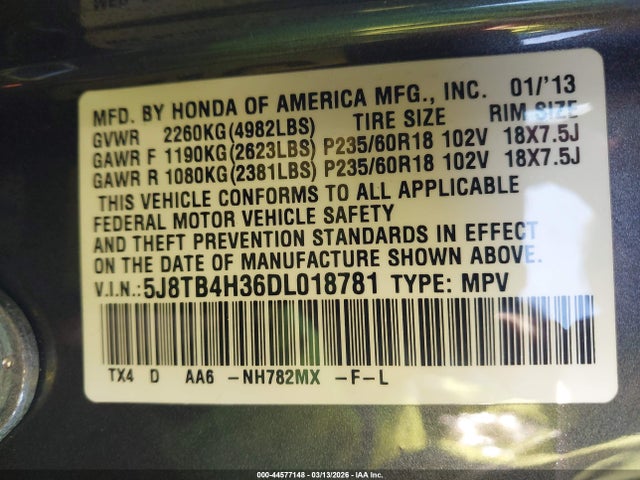 MFD. BY HONDA OF AMERICA MFG., INC. 01/'13
GVWR 2260KG(4982LBS) TIRE SIZE RIM SIZE
GAWR F 1190KG(2623LBS) P235/60R18 102V 18X7.5J
GAWR R 1080KG(2381LBS) P235/60R18 102V 18X7.5J
THIS VEHICLE CONFORMS TO ALL APPLICABLE
FEDERAL MOTOR VEHICLE SAFETY
AND THEFT PREVENTION STANDARDS IN EFFECT
ON THE DATE OF MANUFACTURE SHOWN ABOVE.
V.I.N.: 5J8TB4H36DL018781 TYPE: MPV
TX4 D AA6 -NH782MX -F-L
000-44577148 - 03/13/2026 - IAA Inc.